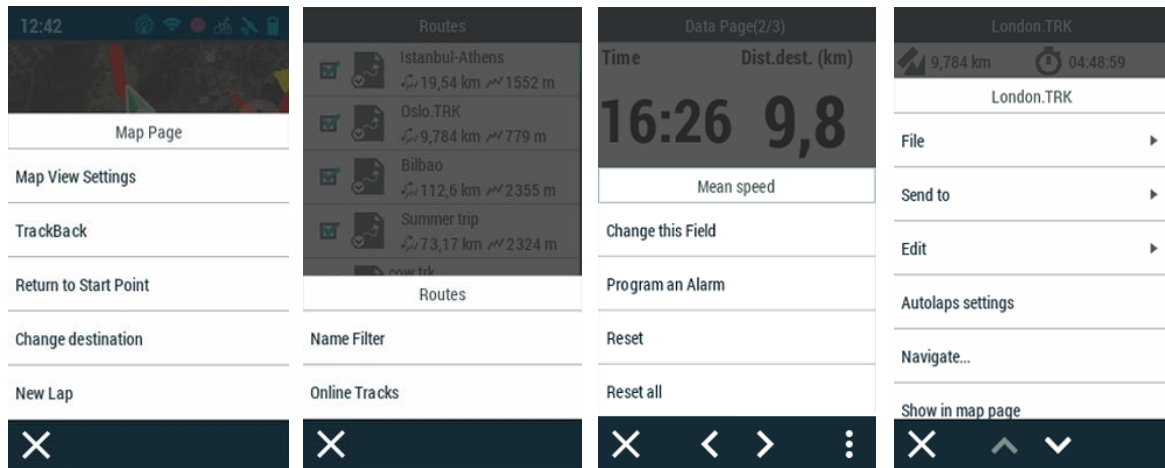 12:42
Map Page
Map View Settings
TrackBack
Return to Start Point
Change destination
New Lap
Routes
Istanbul-Athens
19,54 km 1552 m
Oslo.TRK
9,784 km 779 m
Bilbao
112,6 km 2355 m
Summer trip
73,17 km 2324 m
cow.trk
Routes
Name Filter
Online Tracks
Data Page(2/3)
Time Dist.dest. (km)
16:26 9,8
Mean speed
Change this Field
Program an Alarm
Reset
Reset all
London.TRK
9,784 km 04:48:59
London.TRK
File
Send to
Edit
Autolaps settings
Navigate...
Show in map page